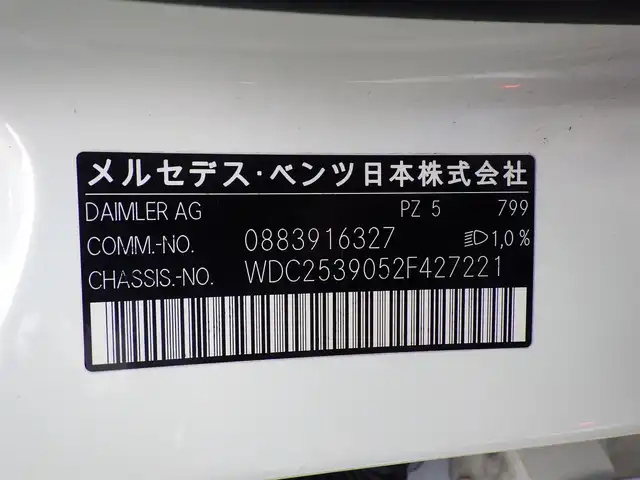 メルセデス・ベンツ日本株式会社
DAIMLER AG PZ 5 799
COMM.-NO. 0883916327 1,0 %
CHASSIS.-NO. WDC2539052F427221